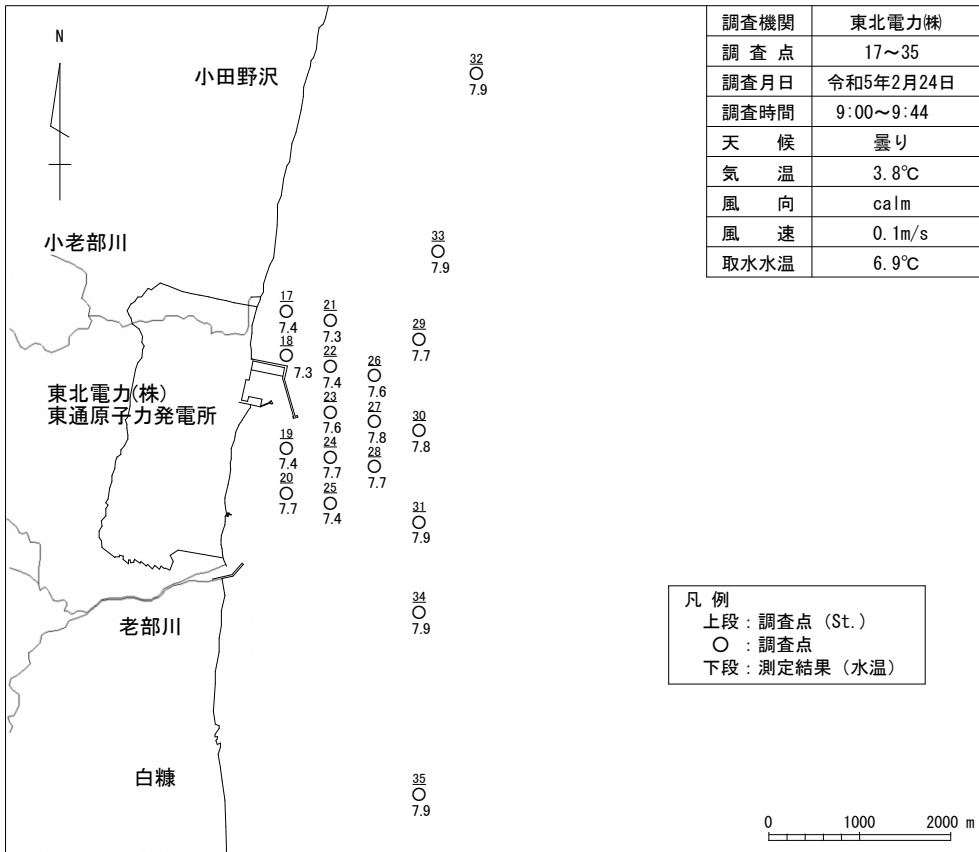 調査機関 東北電力㈱
調査点 17～35
調査月日 令和5年2月24日
調査時間 9:00～9:44
天候 曇り
気温 3.8℃
風向 calm
風速 0.1m/s
取水水温 6.9℃
N
小田野沢
32
7.9
小老部川
33
7.9
17
7.4
21
7.3
29
7.7
18
7.3
22
7.4
26
7.6
東北電力(株)
東通原子力発電所
23
7.6
27
7.8
30
7.8
19
7.4
24
7.7
28
7.7
20
7.7
25
7.4
31
7.9
34
7.9
老部川
凡例
上段：調査点（St.）
○：調査点
下段：測定結果（水温）
白糠
35
7.9
0 1000 2000 m